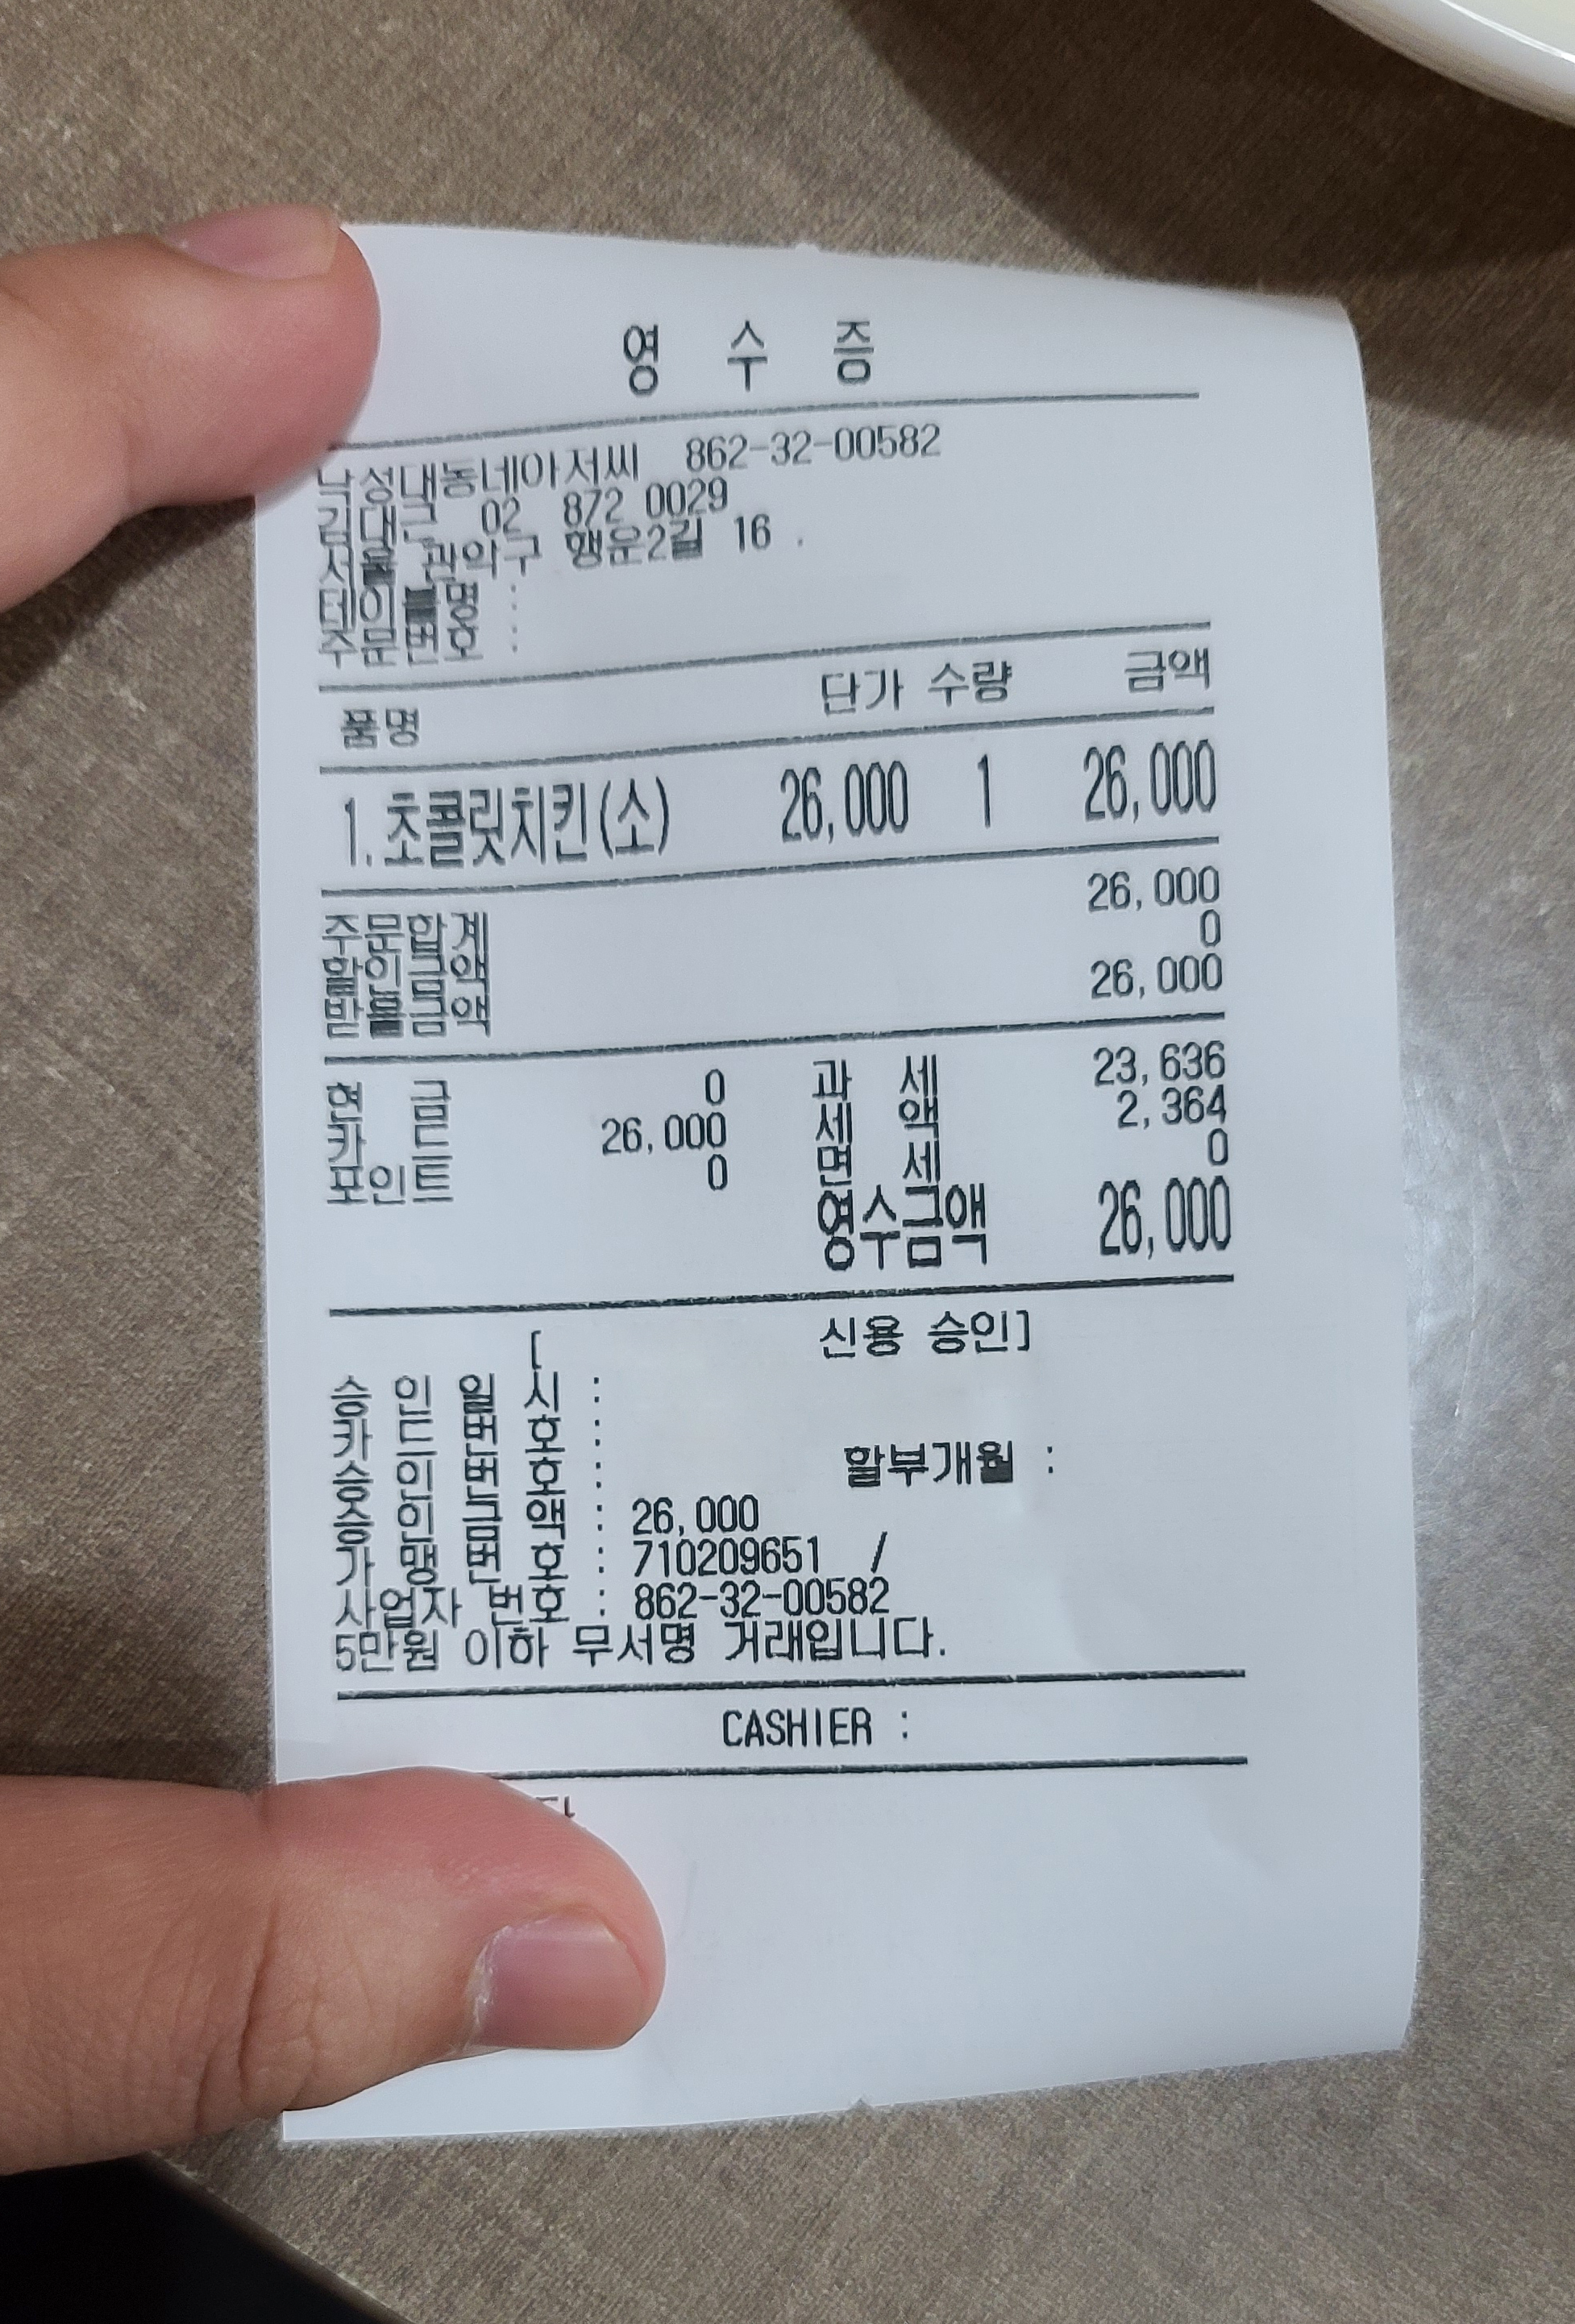 영 수 증
낙성대동네아저씨 862-32-00582
김대근 02 872 0029
서울 관악구 행운2길 16 .
테이블명 :
주문번호 :
품명 단가 수량 금액
1.초콜릿치킨(소) 26,000 1 26,000
주문합계 26,000
할인금액 0
받을금액 26,000
현 금 0 과 세 23,636
카 드 26,000 세 액 2,364
포인트 0 면 세 0
영수금액 26,000
[ 신용 승인]
승 인 일 시 :
카 드 번 호 :
승 인 번 호 : 할부개월 :
승 인 금 액 : 26,000
가 맹 번 호 : 710209651 /
사업자 번호 : 862-32-00582
5만원 이하 무서명 거래입니다.
CASHIER :